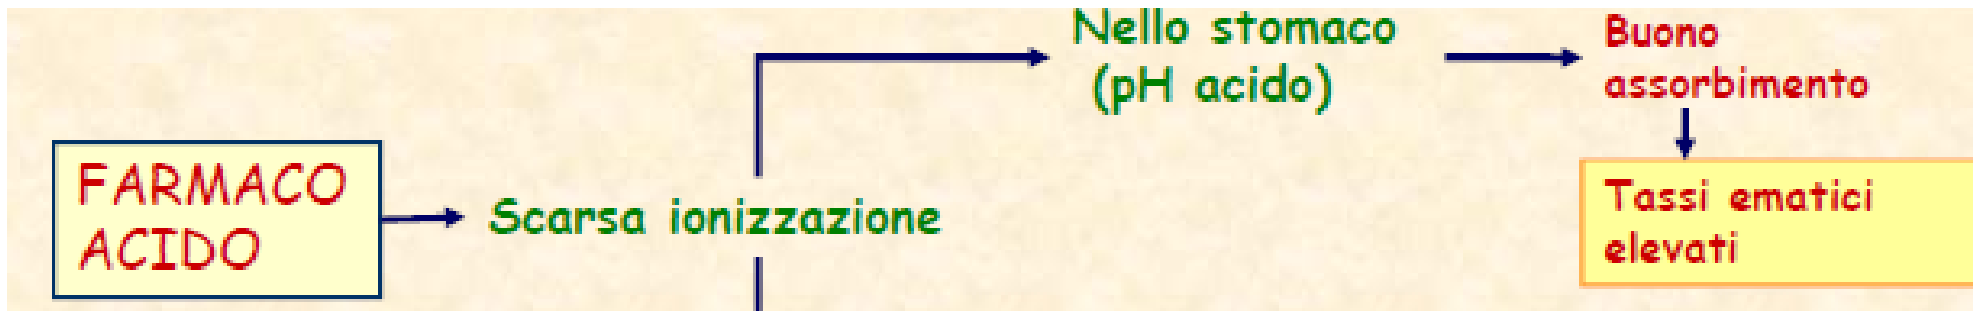 Nello stomaco
(pH acido)
Buono
assorbimento
FARMACO
ACIDO
Scarsa ionizzazione
Tassi ematici
elevati